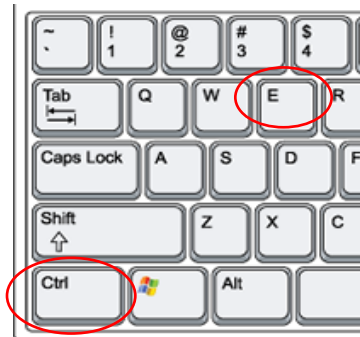 ~ ! @ # $
` 1 2 3 4
Tab Q W E R
Caps Lock A S D F
Shift Z X C
Ctrl Alt